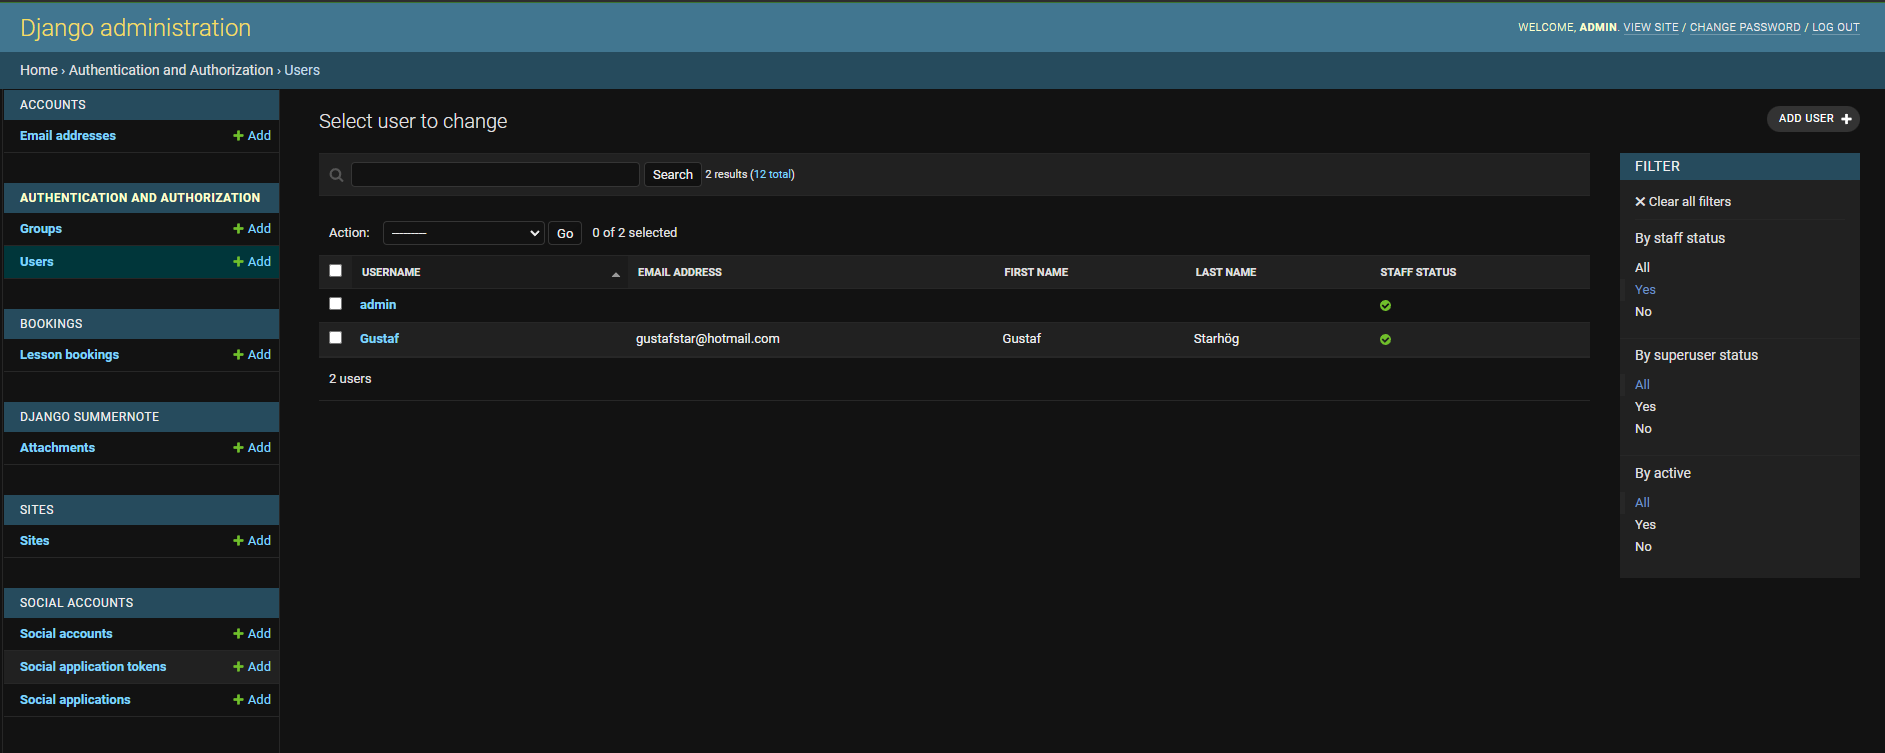 Django administration
WELCOME, ADMIN. VIEW SITE / CHANGE PASSWORD / LOG OUT
Home › Authentication and Authorization › Users
ACCOUNTS
Email addresses Add
AUTHENTICATION AND AUTHORIZATION
Groups Add
Users Add
BOOKINGS
Lesson bookings Add
DJANGO SUMMERNOTE
Attachments Add
SITES
Sites Add
SOCIAL ACCOUNTS
Social accounts Add
Social application tokens Add
Social applications Add
Select user to change
ADD USER
Search 2 results (12 total)
Action: --------- Go 0 of 2 selected
USERNAME EMAIL ADDRESS FIRST NAME LAST NAME STAFF STATUS
admin
Gustaf gustafstar@hotmail.com Gustaf Starhög
2 users
FILTER
Clear all filters
By staff status
All
Yes
No
By superuser status
All
Yes
No
By active
All
Yes
No